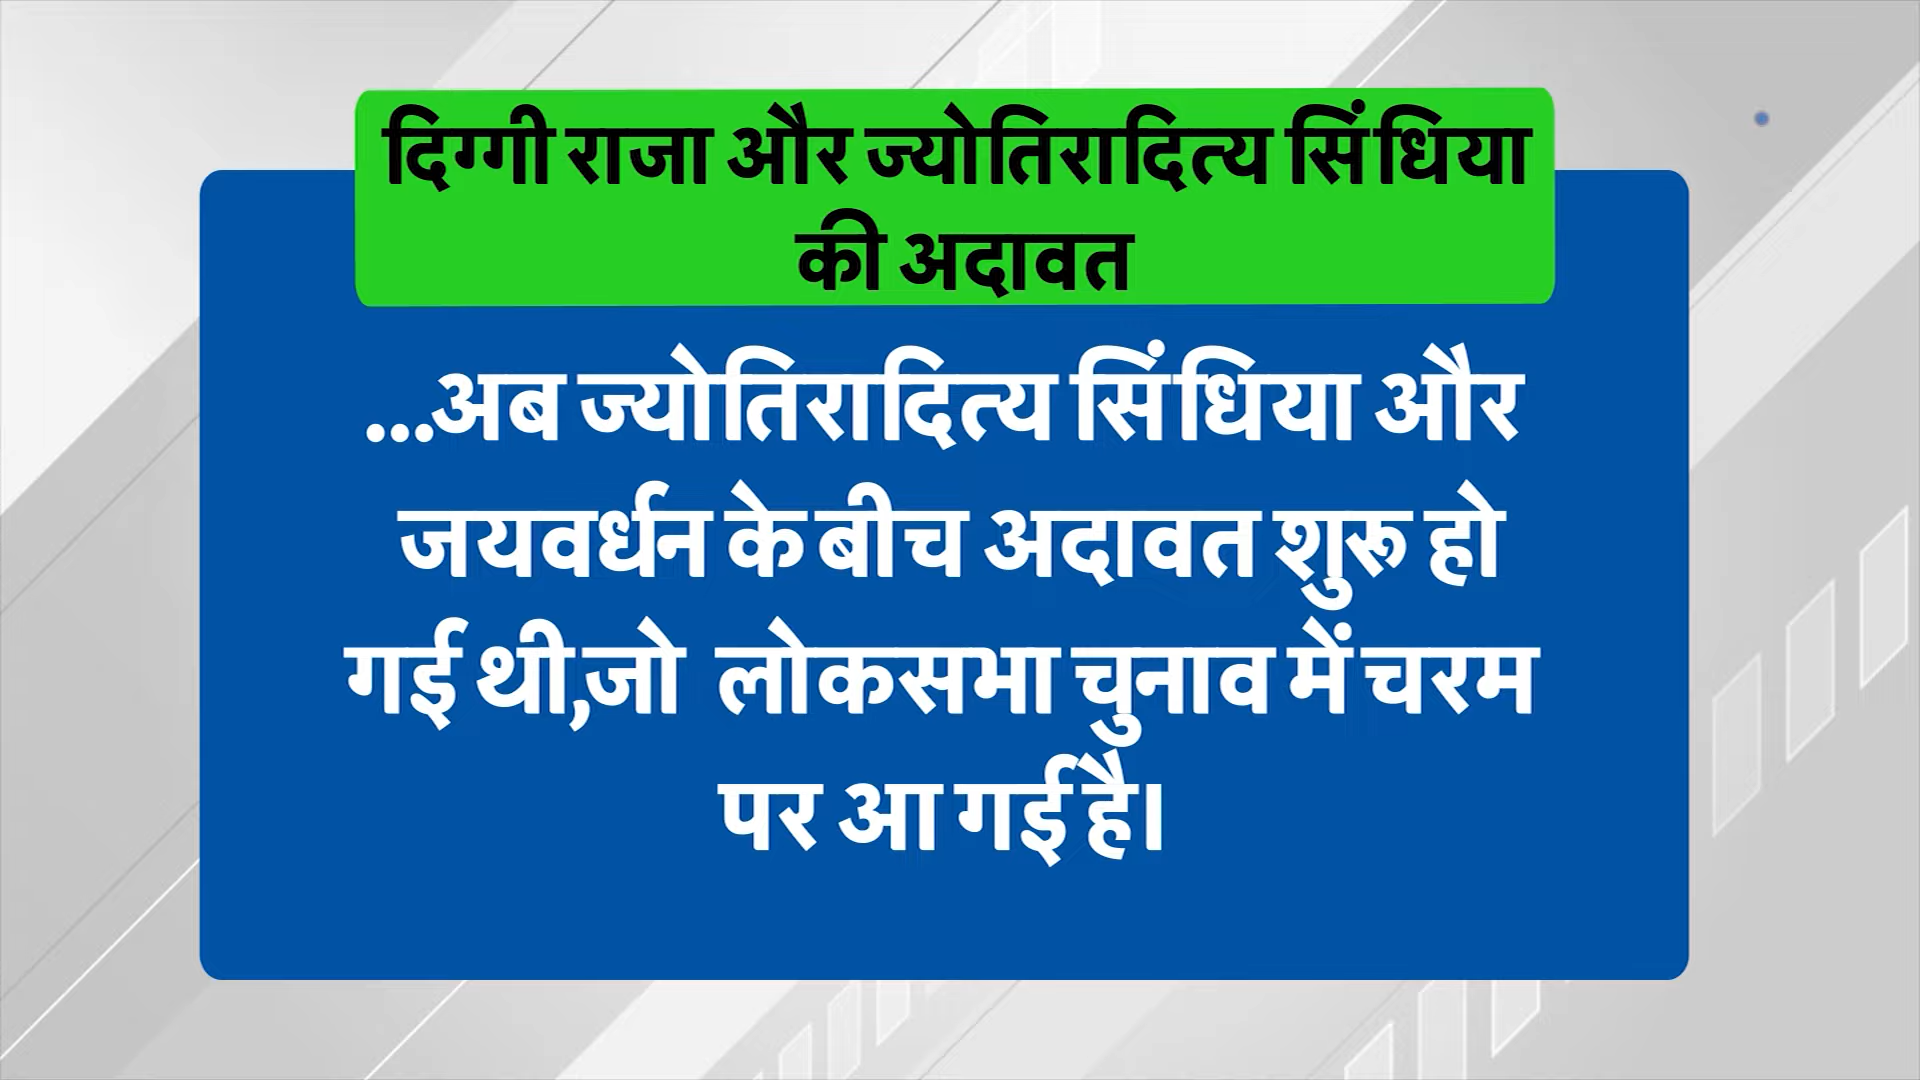 दिग्गी राजा और ज्योतिरादित्य सिंधिया
की अदावत
...अब ज्योतिरादित्य सिंधिया और
जयवर्धन के बीच अदावत शुरू हो
गई थी,जो लोकसभा चुनाव में चरम
पर आ गई है।